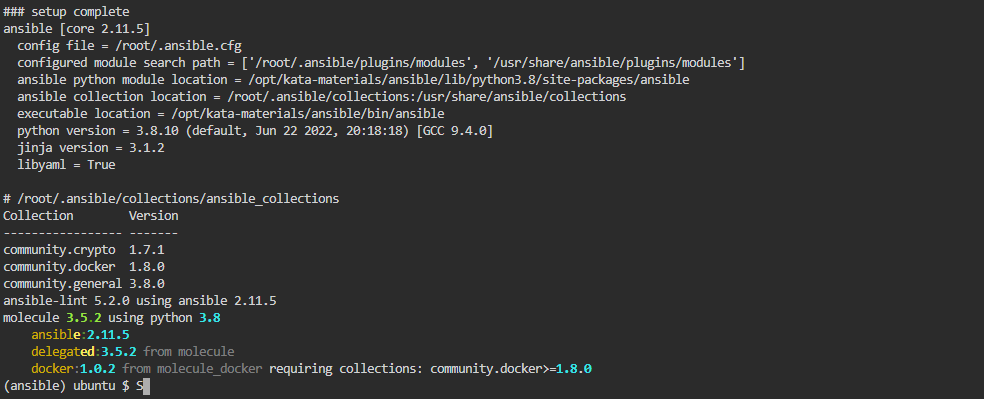 ### setup complete
ansible [core 2.11.5]
  config file = /root/.ansible.cfg
  configured module search path = ['/root/.ansible/plugins/modules', '/usr/share/ansible/plugins/modules']
  ansible python module location = /opt/kata-materials/ansible/lib/python3.8/site-packages/ansible
  ansible collection location = /root/.ansible/collections:/usr/share/ansible/collections
  executable location = /opt/kata-materials/ansible/bin/ansible
  python version = 3.8.10 (default, Jun 22 2022, 20:18:18) [GCC 9.4.0]
  jinja version = 3.1.2
  libyaml = True

# /root/.ansible/collections/ansible_collections
Collection        Version
----------------- -------
community.crypto  1.7.1
community.docker  1.8.0
community.general 3.8.0
ansible-lint 5.2.0 using ansible 2.11.5
molecule 3.5.2 using python 3.8
    ansible:2.11.5
    delegated:3.5.2 from molecule
    docker:1.0.2 from molecule_docker requiring collections: community.docker>=1.8.0
(ansible) ubuntu $ S